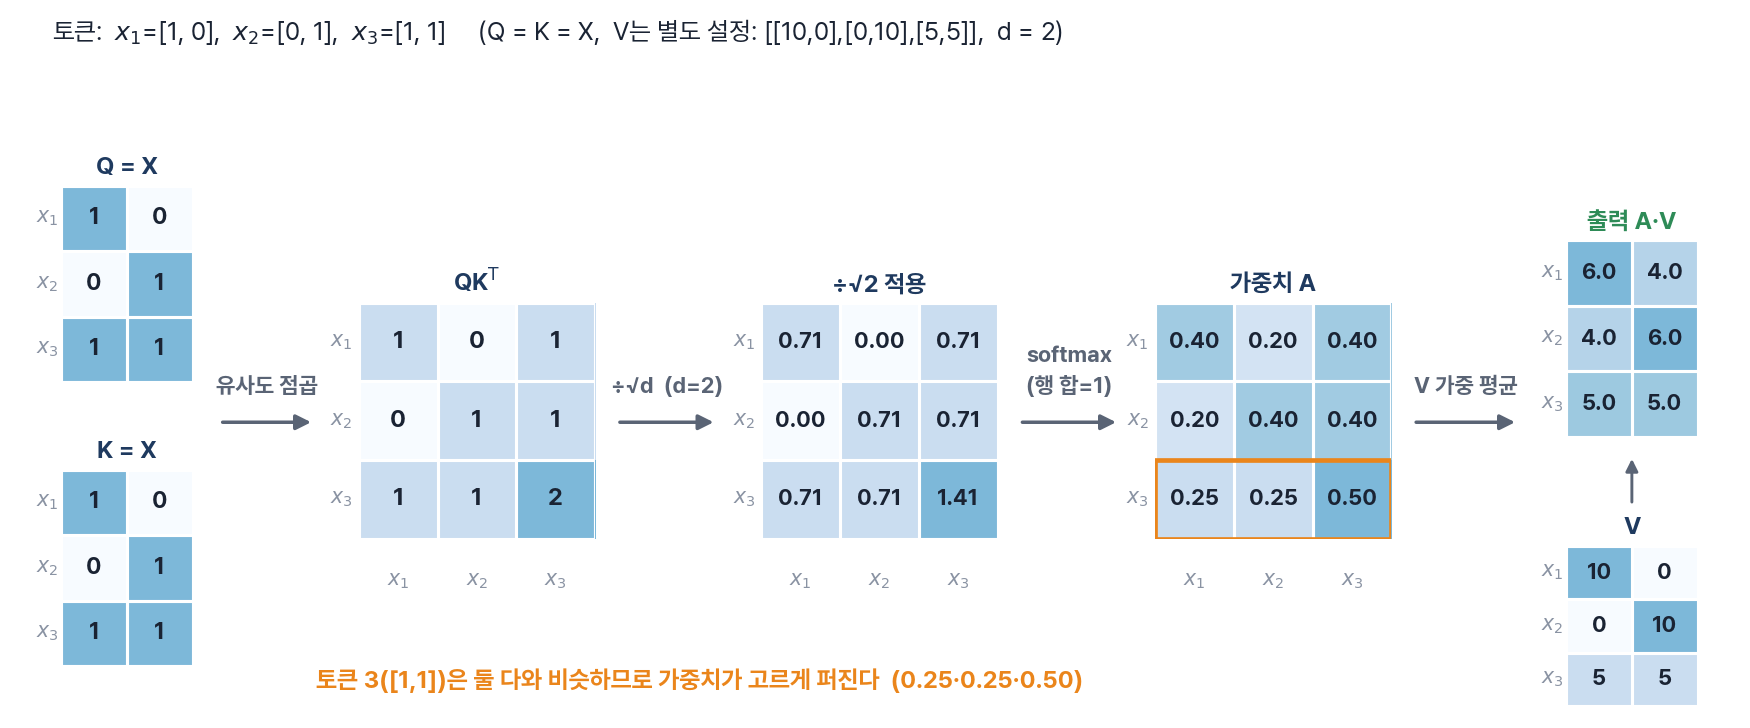 토큰: x₁=[1, 0], x₂=[0, 1], x₃=[1, 1] (Q = K = X, V는 별도 설정: [[10,0],[0,10],[5,5]], d = 2)
Q = X
x₁ 1 0
x₂ 0 1
x₃ 1 1
K = X
x₁ 1 0
x₂ 0 1
x₃ 1 1
유사도 점곱
QKᵀ
x₁ 1 0 1
x₂ 0 1 1
x₃ 1 1 2
x₁ x₂ x₃
÷√d (d=2)
÷√2 적용
x₁ 0.71 0.00 0.71
x₂ 0.00 0.71 0.71
x₃ 0.71 0.71 1.41
x₁ x₂ x₃
softmax
(행 합=1)
가중치 A
x₁ 0.40 0.20 0.40
x₂ 0.20 0.40 0.40
x₃ 0.25 0.25 0.50
x₁ x₂ x₃
V 가중 평균
출력 A·V
x₁ 6.0 4.0
x₂ 4.0 6.0
x₃ 5.0 5.0
V
x₁ 10 0
x₂ 0 10
x₃ 5 5
토큰 3([1,1])은 둘 다와 비슷하므로 가중치가 고르게 퍼진다 (0.25·0.25·0.50)